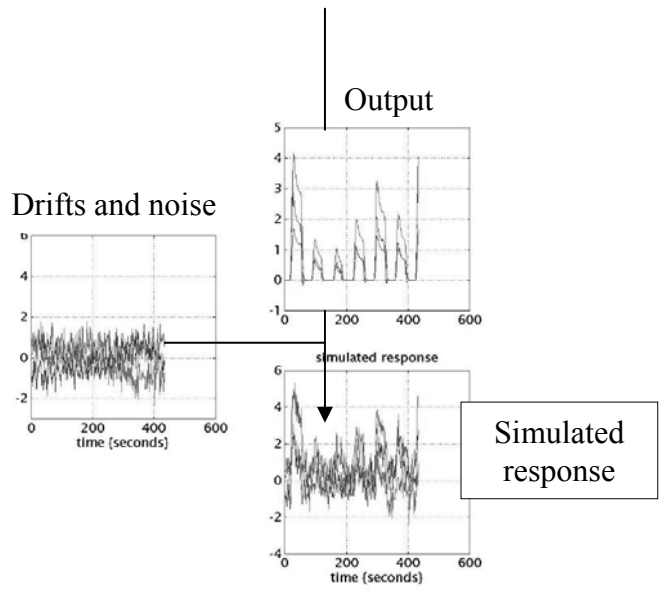 Output
5
4
3
2
1
0
-1
0 200 400 600
Drifts and noise
6
4
2
0
-2
0 200 400 600
time {seconds}
simulated response
6
4
2
0
-2
-4
0 200 400 600
time {seconds}
Simulated
response